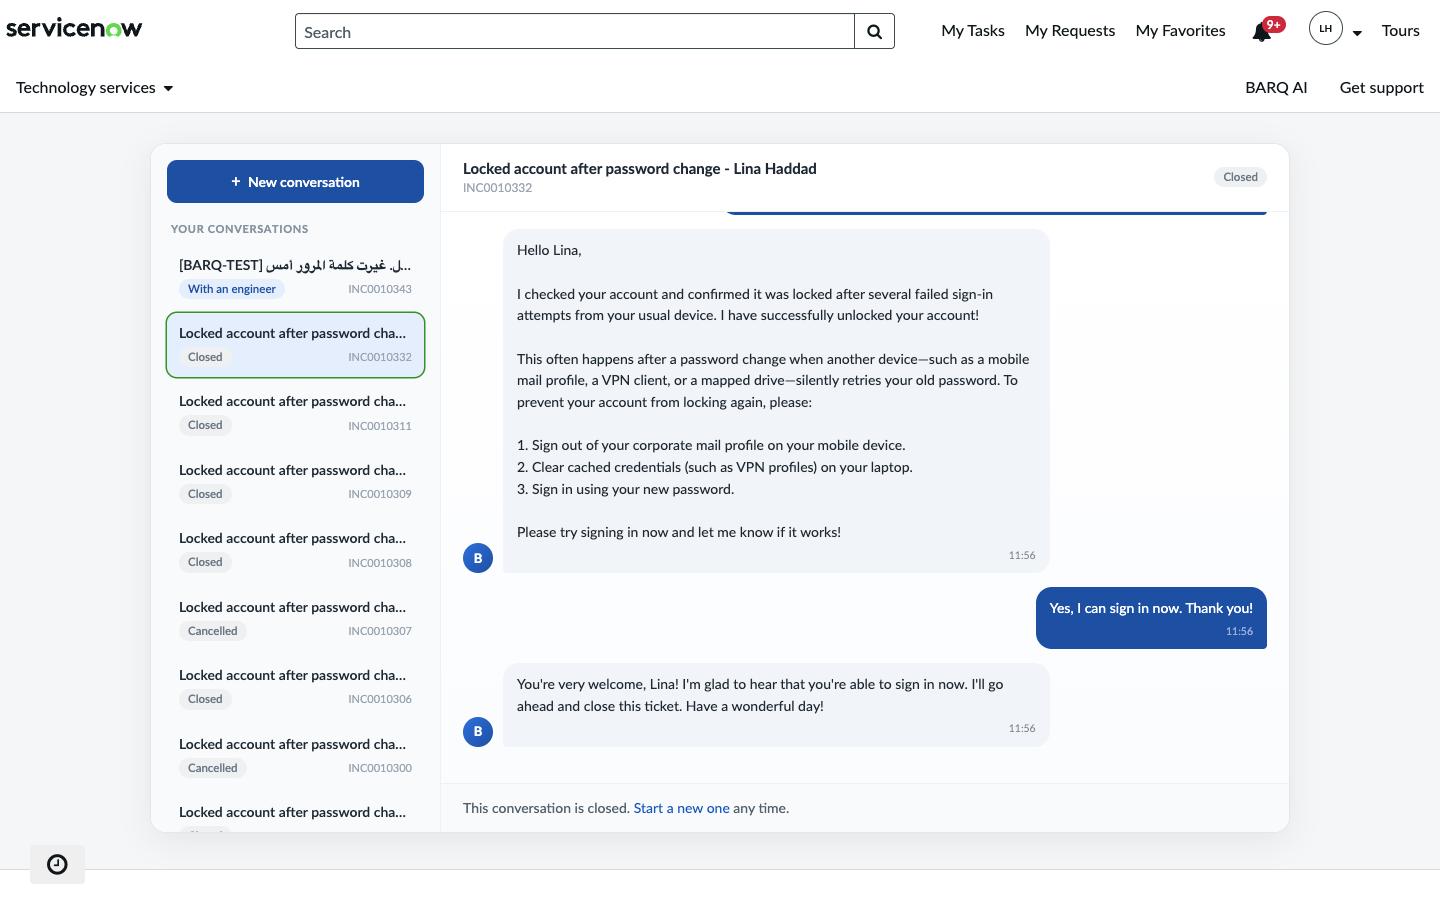 servicenow
Search
My Tasks
My Requests
My Favorites
9+
LH
Tours
Technology services
BARQ AI
Get support
+ New conversation
YOUR CONVERSATIONS
[BARQ-TEST] ل. غيرت كلمة المرور أمس...
With an engineer
INC0010343
Locked account after password cha...
Closed
INC0010332
Locked account after password cha...
Closed
INC0010311
Locked account after password cha...
Closed
INC0010309
Locked account after password cha...
Closed
INC0010308
Locked account after password cha...
Cancelled
INC0010307
Locked account after password cha...
Closed
INC0010306
Locked account after password cha...
Cancelled
INC0010300
Locked account after password cha...
Locked account after password change - Lina Haddad
INC0010332
Closed
Hello Lina,
I checked your account and confirmed it was locked after several failed sign-in
attempts from your usual device. I have successfully unlocked your account!
This often happens after a password change when another device—such as a mobile
mail profile, a VPN client, or a mapped drive—silently retries your old password. To
prevent your account from locking again, please:
1. Sign out of your corporate mail profile on your mobile device.
2. Clear cached credentials (such as VPN profiles) on your laptop.
3. Sign in using your new password.
Please try signing in now and let me know if it works!
11:56
B
Yes, I can sign in now. Thank you!
11:56
You're very welcome, Lina! I'm glad to hear that you're able to sign in now. I'll go
ahead and close this ticket. Have a wonderful day!
11:56
B
This conversation is closed. Start a new one any time.